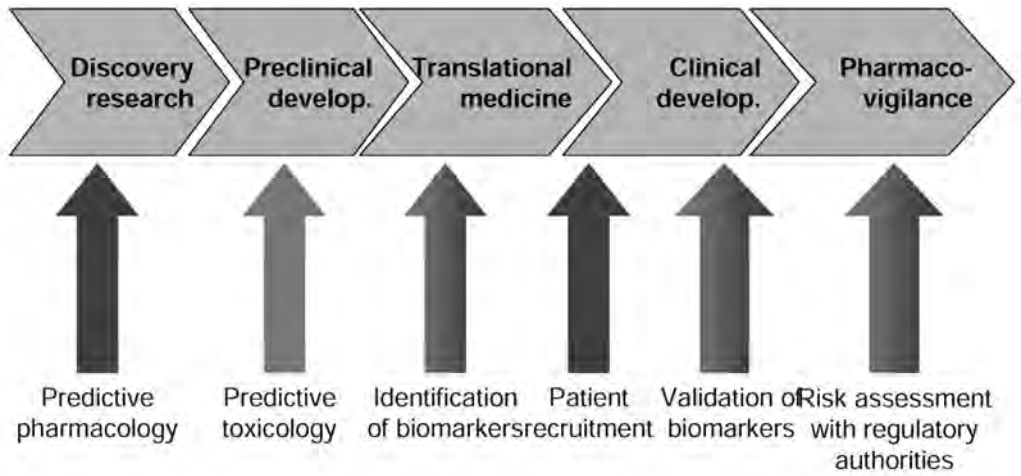 Discovery
research
Preclinical
develop.
Translational
medicine
Clinical
develop.
Pharmaco-
vigilance
Predictive
pharmacology
Predictive
toxicology
Identification
of biomarkers
Patient
recruitment
Validation of
biomarkers
Risk assessment
with regulatory
authorities